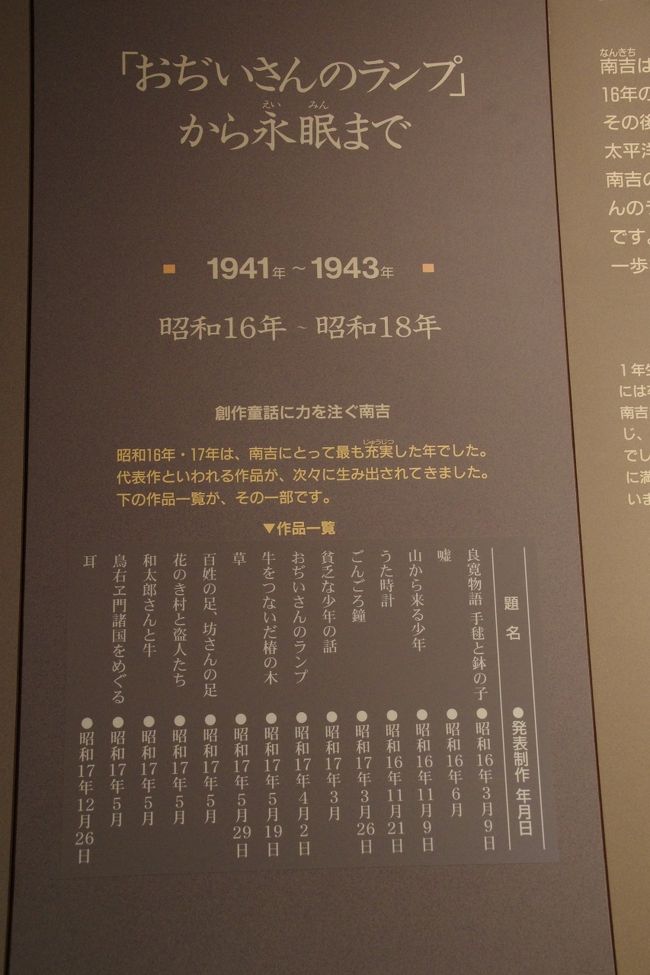 「おぢいさんのランプ」
えい みん
から永眠まで
1941年～1943年
昭和16年～昭和18年
創作童話に力を注ぐ南吉
じゅうじつ
昭和16年・17年は、南吉にとって最も充実した年でした。
代表作といわれる作品が、次々に生み出されてきました。
下の作品一覧が、その一部です。
▼作品一覧
題名 ●発表制作 年月日
良寛物語 手毬と鉢の子 ●昭和16年3月9日
嘘 ●昭和16年6月
山から来る少年 ●昭和16年11月9日
うた時計 ●昭和16年11月21日
ごんごろ鐘 ●昭和17年3月26日
貧乏な少年の話 ●昭和17年3月
おぢいさんのランプ ●昭和17年4月2日
牛をつないだ椿の木 ●昭和17年5月19日
草 ●昭和17年5月29日
百姓の足、坊さんの足 ●昭和17年5月
花のき村と盗人たち ●昭和17年5月
和太郎さんと牛 ●昭和17年5月
鳥右ヱ門諸国をめぐる ●昭和17年5月
耳 ●昭和17年12月26日
なんきち
南吉は
16年の
その後
太平洋
南吉の
んのラ
です。
一歩
1年生
には
南吉
じ、
でし
に満
いま